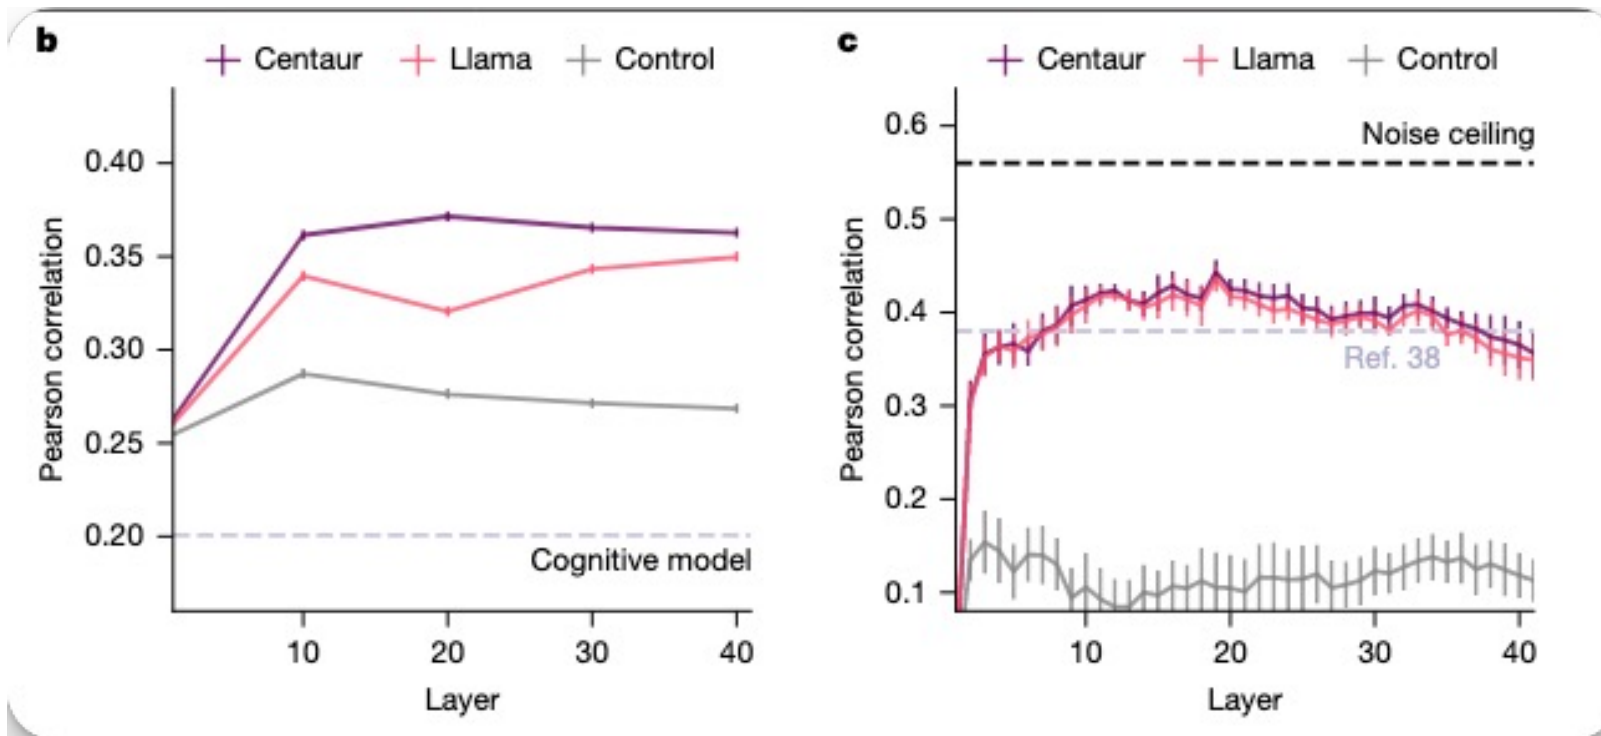 b
Centaur Llama Control
Pearson correlation
0.40
0.35
0.30
0.25
0.20
Cognitive model
10 20 30 40
Layer
c
Centaur Llama Control
Pearson correlation
0.6
0.5
0.4
0.3
0.2
0.1
Noise ceiling
Ref. 38
10 20 30 40
Layer